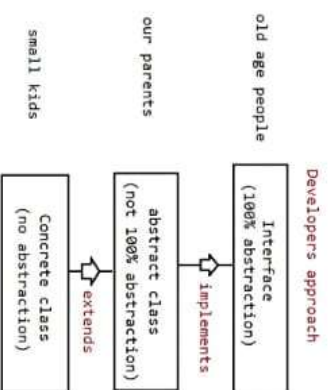 Developers approach
old age people
Interface
(100% abstraction)
implements
our parents
abstract class
(not 100% abstraction)
extends
small kids
Concrete class
(no abstraction)